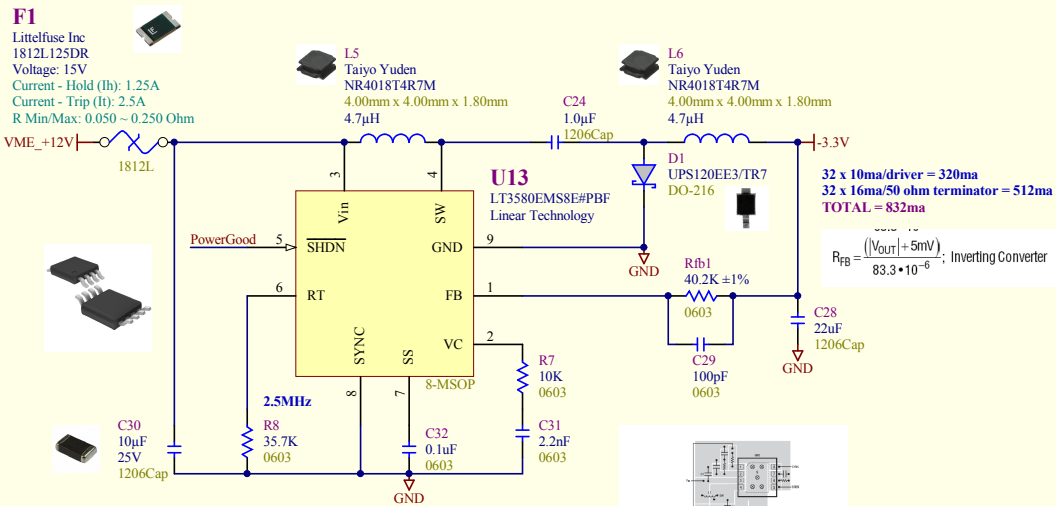 F1
Littelfuse Inc
1812L125DR
Voltage: 15V
Current - Hold (Ih): 1.25A
Current - Trip (It): 2.5A
R Min/Max: 0.050 ~ 0.250 Ohm
VME_+12V
1812L
L5
Taiyo Yuden
NR4018T4R7M
4.00mm x 4.00mm x 1.80mm
4.7µH
C24
1.0µF
1206Cap
L6
Taiyo Yuden
NR4018T4R7M
4.00mm x 4.00mm x 1.80mm
4.7µH
-3.3V
D1
UPS120EE3/TR7
DO-216
GND
32 x 10ma/driver = 320ma
32 x 16ma/50 ohm terminator = 512ma
TOTAL = 832ma
R_FB = (|V_OUT| + 5mV) / 83.3 • 10⁻⁶ ; Inverting Converter
U13
LT3580EMS8E#PBF
Linear Technology
3
Vin
4
SW
PowerGood
5
SHDN
GND
9
6
RT
FB
1
VC
2
SYNC
8
SS
7
8-MSOP
Rfb1
40.2K ±1%
0603
C29
100pF
0603
C28
22uF
1206Cap
GND
R7
10K
0603
C31
2.2nF
0603
2.5MHz
R8
35.7K
0603
C30
10µF
25V
1206Cap
C32
0.1uF
0603
GND